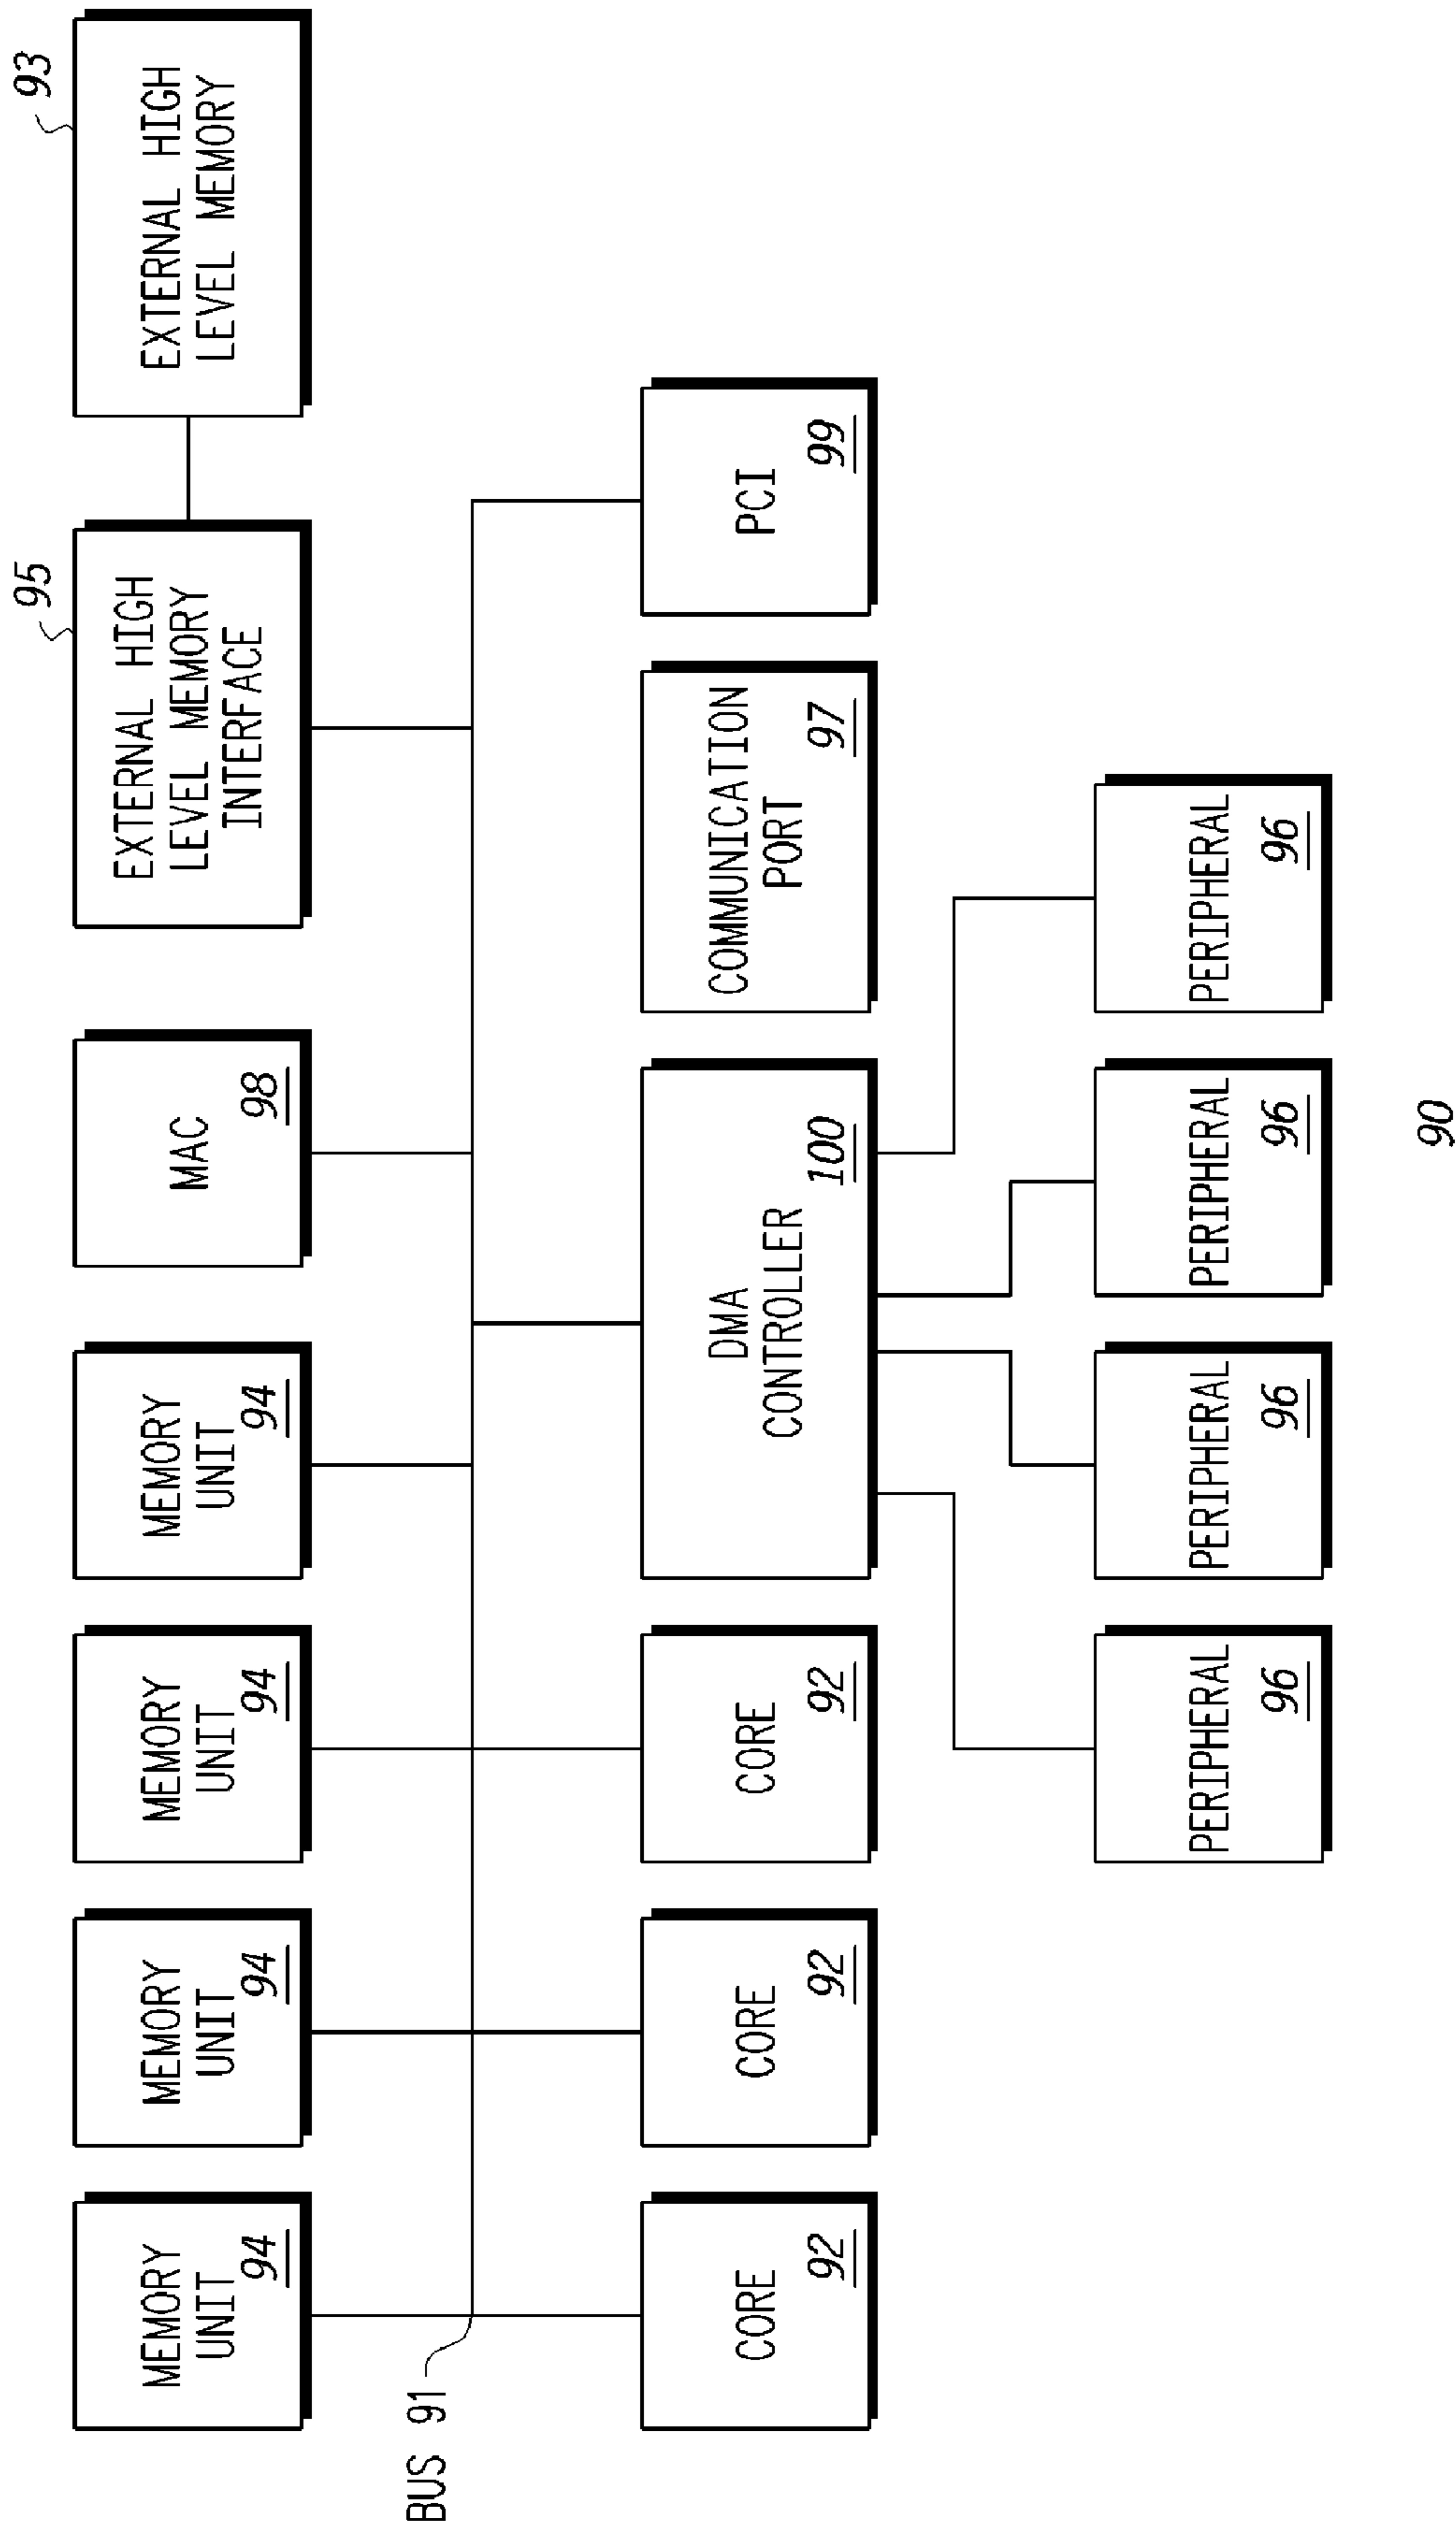 MEMORY
UNIT
94
MEMORY
UNIT
94
MEMORY
UNIT
94
MEMORY
UNIT
94
MAC
98
95
EXTERNAL HIGH
LEVEL MEMORY
INTERFACE
93
EXTERNAL HIGH
LEVEL MEMORY
BUS 91
CORE
92
CORE
92
CORE
92
DMA
CONTROLLER
100
COMMUNICATION
PORT
97
PCI
99
PERIPHERAL
96
PERIPHERAL
96
PERIPHERAL
96
PERIPHERAL
96
90